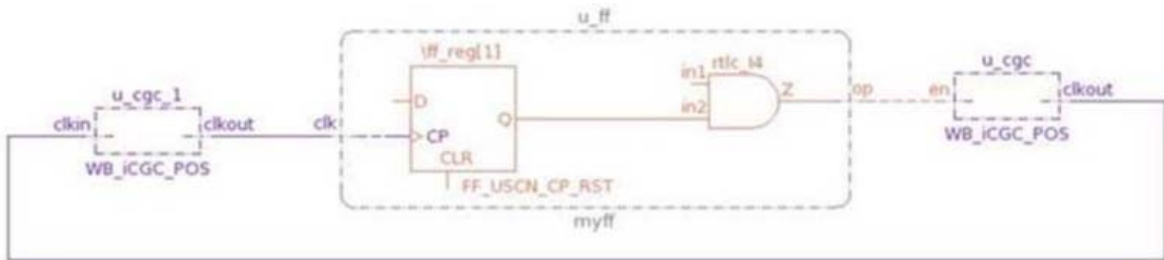 u_ff
\ff_reg[1]
rtlc_I4
u_cgc
u_cgc_1
in1
in2
Z
op
en
clkout
D
Q
CP
CLR
clkin
clkout
clk
WB_iCGC_POS
WB_iCGC_POS
FF_USCN_CP_RST
myff